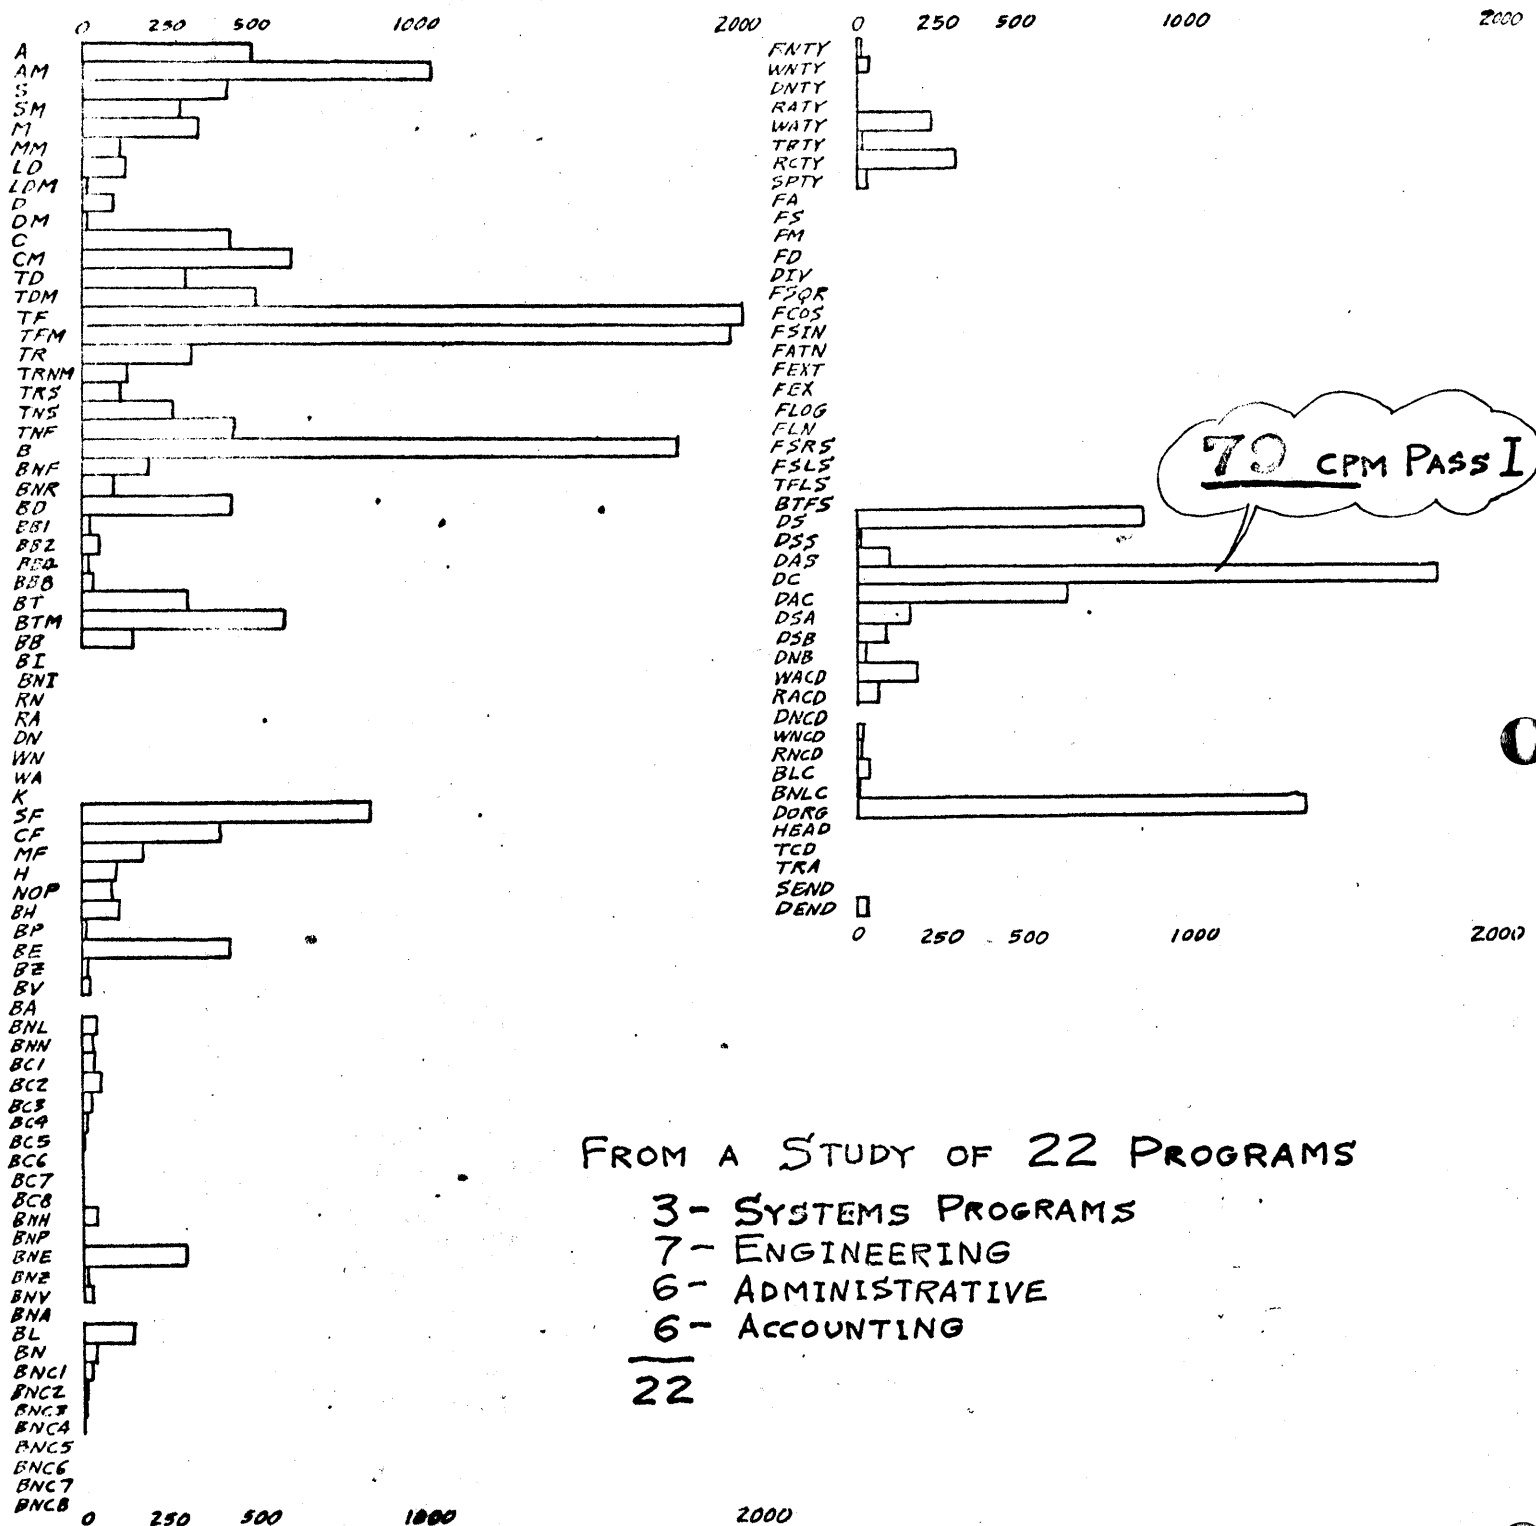 0 250 500 1000 2000
A
AM
S
SM
M
MM
LD
LDM
D
DM
C
CM
TD
TDM
TF
TFM
TR
TRNM
TRS
TNS
TNF
B
BNF
BNR
BD
BB1
BB2
BBB
BT
BTM
BB
BI
BNI
RN
RA
DN
WN
WA
K
SF
CF
MF
H
NOP
BH
BP
BE
BZ
BV
BA
BNL
BNN
BC1
BC2
BC3
BC4
BC5
BC6
BC7
BC8
BNH
BNP
BNE
BNZ
BNV
BNA
BL
BN
BNC1
BNC2
BNC3
BNC4
BNC5
BNC6
BNC7
BNC8
0 250 500 1000 2000
0 250 500 1000 2000
RNTY
WNTY
DNTY
RATY
WATY
TBTY
RCTY
SPTY
FA
FS
FM
FD
DIV
FSQR
FCOS
FSIN
FATN
FEXT
FEX
FLOG
FLN
FSRS
FSLS
TFLS
BTFS
DS
DSS
DAS
DC
DAC
DSA
DSB
DNB
WACD
RACD
DNCD
WNCD
RNCD
BLC
BNLC
DORG
HEAD
TCD
TRA
SEND
DEND
0 250 500 1000 2000
CPM PASS I
FROM A STUDY OF 22 PROGRAMS
3- SYSTEMS PROGRAMS
7- ENGINEERING
6- ADMINISTRATIVE
6- ACCOUNTING
22